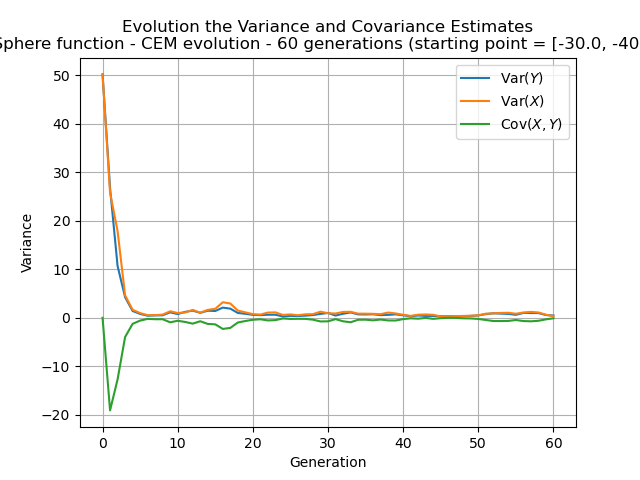 Evolution the Variance and Covariance Estimates
Sphere function - CEM evolution - 60 generations (starting point = [-30.0, -40
50
40
30
20
10
0
−10
−20
Variance
Var(Y)
Var(X)
Cov(X, Y)
0 10 20 30 40 50 60
Generation